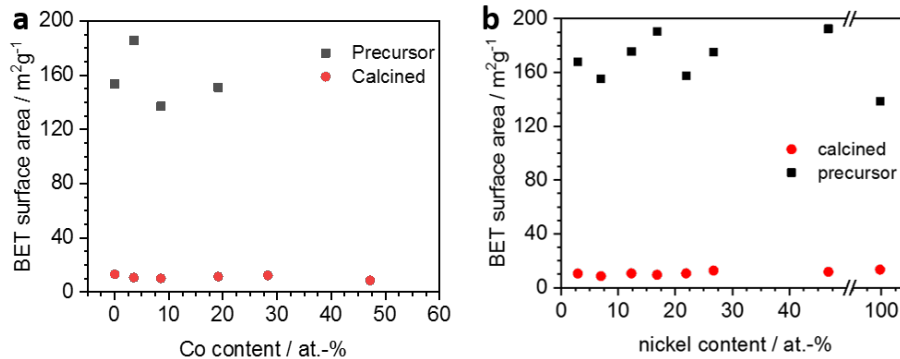 a
BET surface area / m²g⁻¹
200
160
120
80
40
0
Precursor
Calcined
0 10 20 30 40 50 60
Co content / at.-%
b
BET surface area / m²g⁻¹
200
160
120
80
40
0
calcined
precursor
0 10 20 30 40 100
nickel content / at.-%